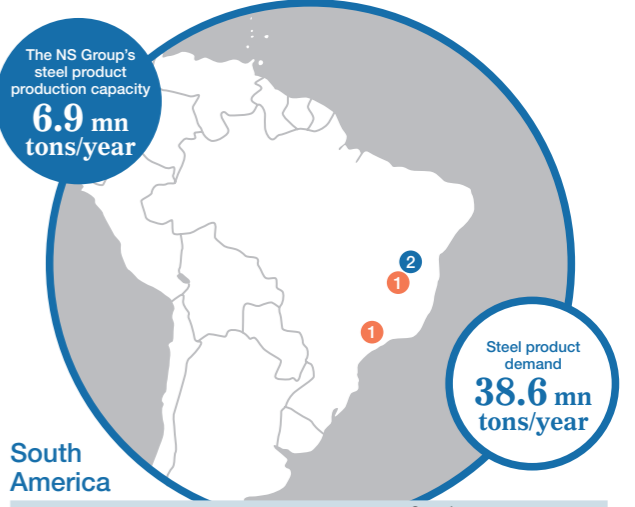 The NS Group's
steel product
production capacity
6.9 mn
tons/year
2
1
1
Steel product
demand
38.6 mn
tons/year
South
America